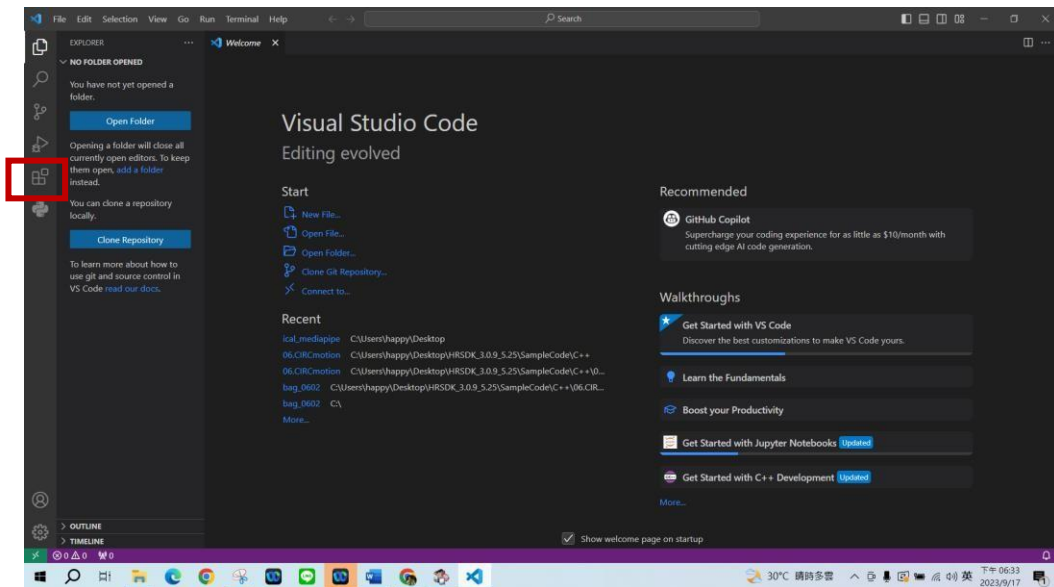 File Edit Selection View Go Run Terminal Help
Search
EXPLORER
NO FOLDER OPENED
You have not yet opened a
folder.
Open Folder
Opening a folder will close all
currently open editors. To keep
them open, add a folder
instead.
You can clone a repository
locally.
Clone Repository
To learn more about how to
use git and source control in
VS Code read our docs.
OUTLINE
TIMELINE
Welcome
Visual Studio Code
Editing evolved
Start
New File...
Open File...
Open Folder...
Clone Git Repository...
Connect to...
Recent
ical_mediapipe C:\Users\happy\Desktop
06.CIRCmotion C:\Users\happy\Desktop\HRSDK_3.0.9_5.25\SampleCode\C++
06.CIRCmotion C:\Users\happy\Desktop\HRSDK_3.0.9_5.25\SampleCode\C++\0...
bag_0602 C:\Users\happy\Desktop\HRSDK_3.0.9_5.25\SampleCode\C++\06.CIR...
bag_0602 C:\
More...
Recommended
GitHub Copilot
Supercharge your coding experience for as little as $10/month with
cutting edge AI code generation.
Walkthroughs
Get Started with VS Code
Discover the best customizations to make VS Code yours.
Learn the Fundamentals
Boost your Productivity
Get Started with Jupyter Notebooks Updated
Get Started with C++ Development Updated
More...
Show welcome page on startup
0 0 0
30°C 晴時多雲 英 下午 06:33
2023/9/17